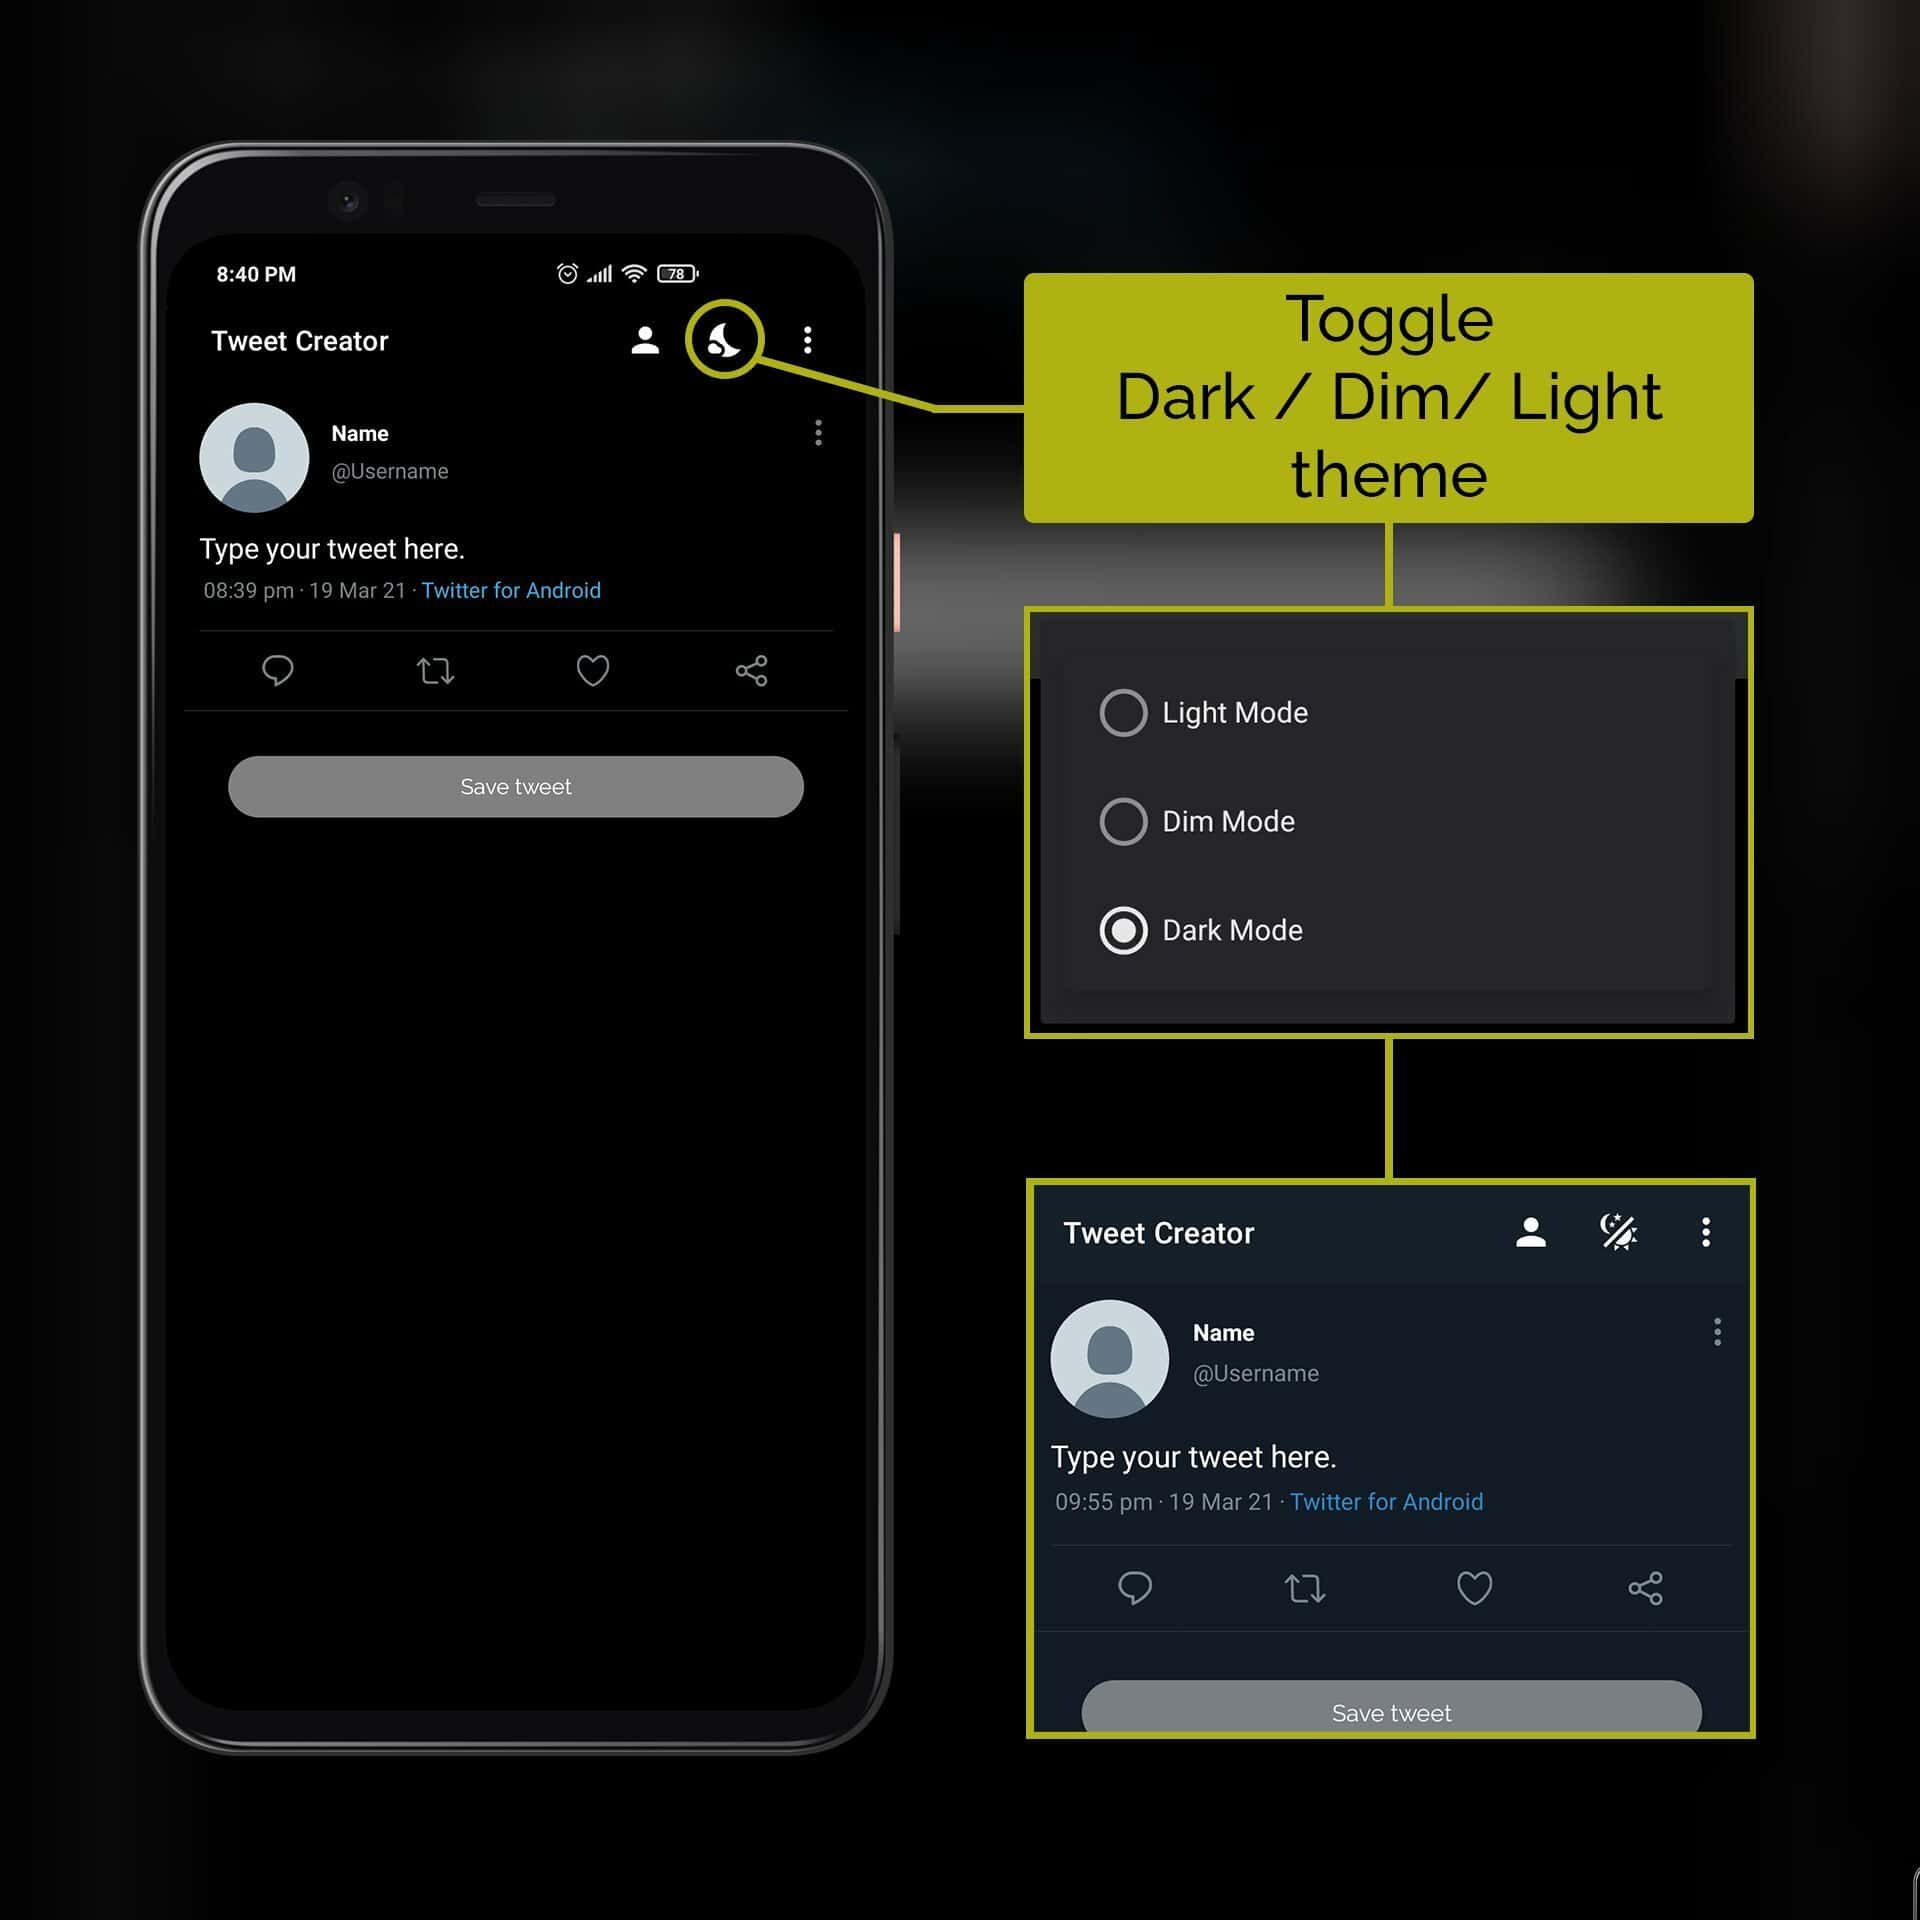 8:40 PM
78
Tweet Creator
Name
@Username
Type your tweet here.
08:39 pm · 19 Mar 21 · Twitter for Android
Save tweet
Toggle
Dark / Dim/ Light
theme
Light Mode
Dim Mode
Dark Mode
Tweet Creator
Name
@Username
Type your tweet here.
09:55 pm · 19 Mar 21 · Twitter for Android
Save tweet